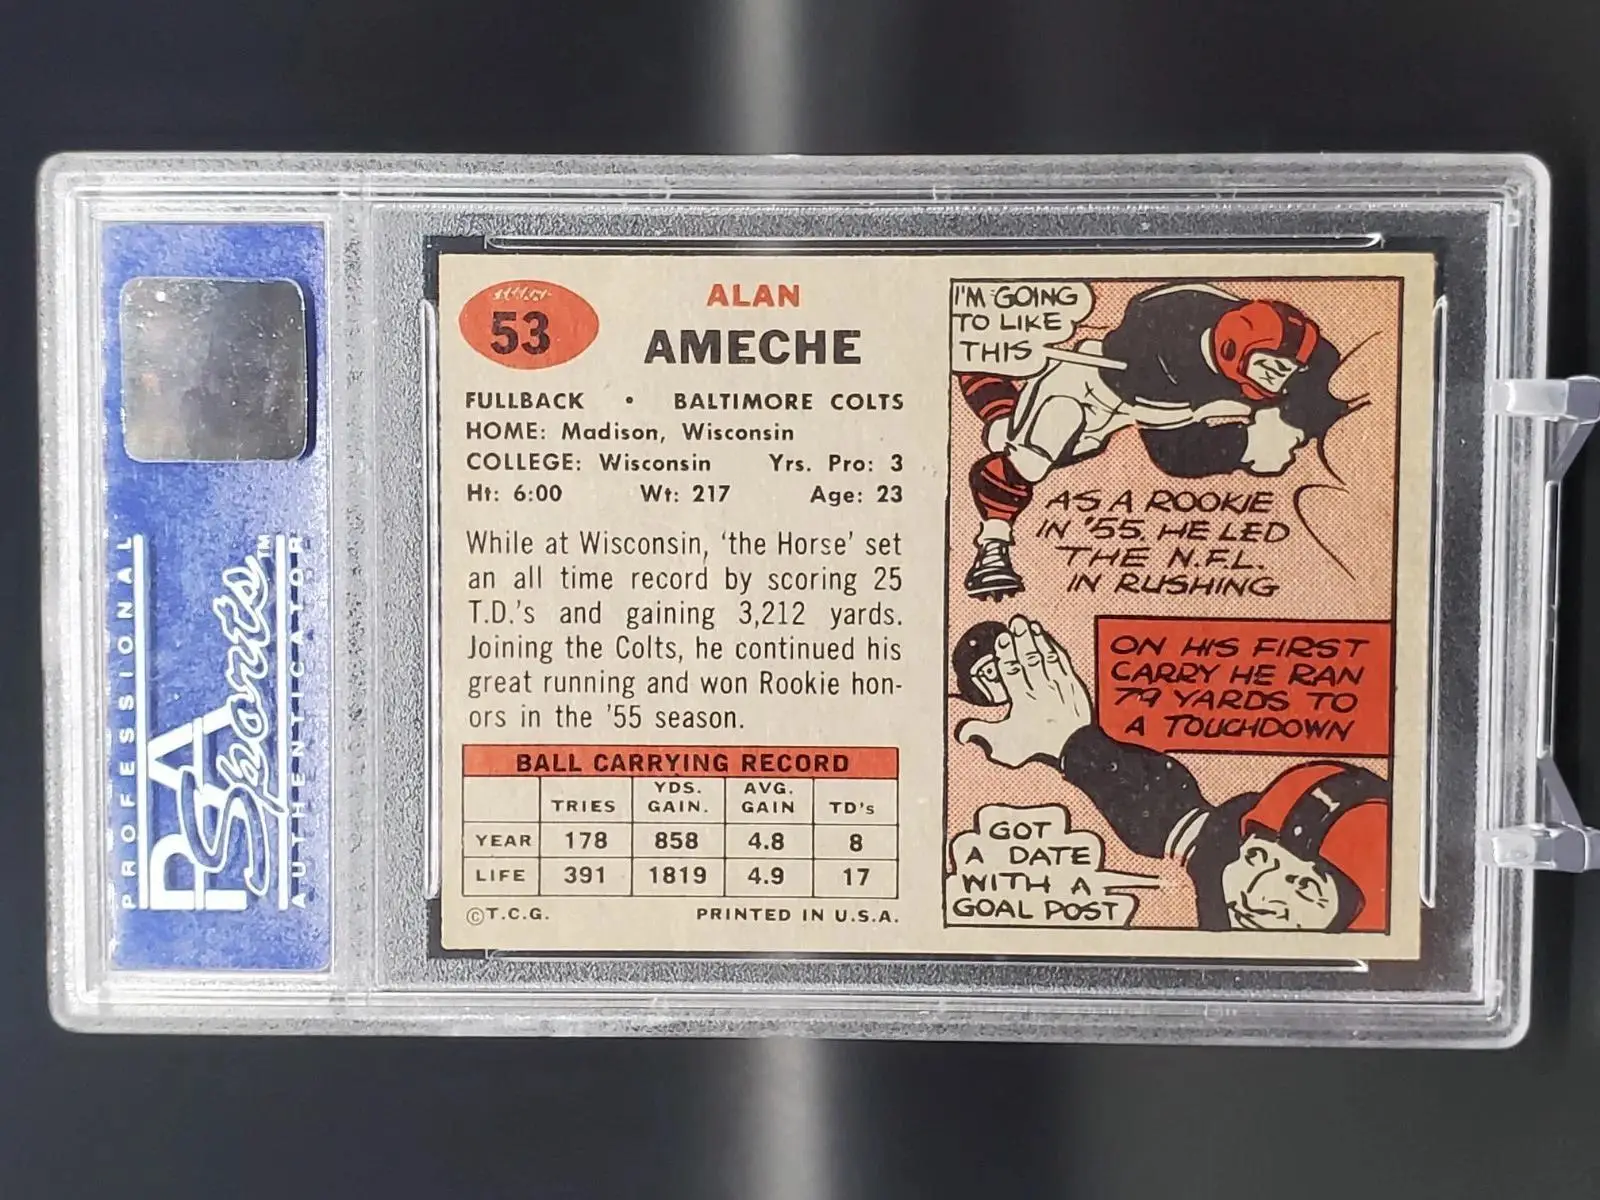 PROFESSIONAL
PRA
Sports™
AUTHENTICATOR
53
ALAN
AMECHE
FULLBACK • BALTIMORE COLTS
HOME: Madison, Wisconsin
COLLEGE: Wisconsin Yrs. Pro: 3
Ht: 6:00 Wt: 217 Age: 23
While at Wisconsin, 'the Horse' set
an all time record by scoring 25
T.D.'s and gaining 3,212 yards.
Joining the Colts, he continued his
great running and won Rookie hon-
ors in the '55 season.
BALL CARRYING RECORD
TRIES YDS. GAIN. AVG. GAIN TD's
YEAR 178 858 4.8 8
LIFE 391 1819 4.9 17
©T.C.G. PRINTED IN U.S.A.
I'M GOING
TO LIKE
THIS
AS A ROOKIE
IN '55, HE LED
THE N.F.L.
IN RUSHING
ON HIS FIRST
CARRY HE RAN
79 YARDS TO
A TOUCHDOWN
GOT
A DATE
WITH A
GOAL POST